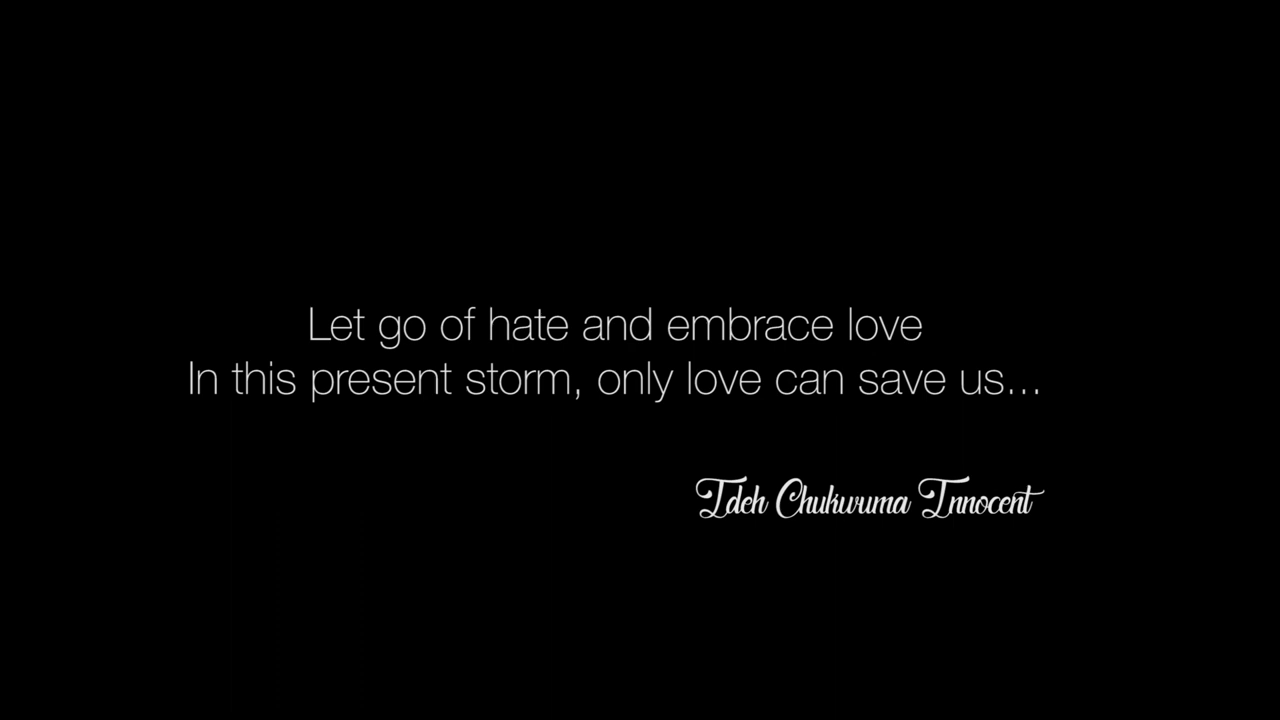 Let go of hate and embrace love
In this present storm, only love can save us...
Ideh Chukwuma Innocent